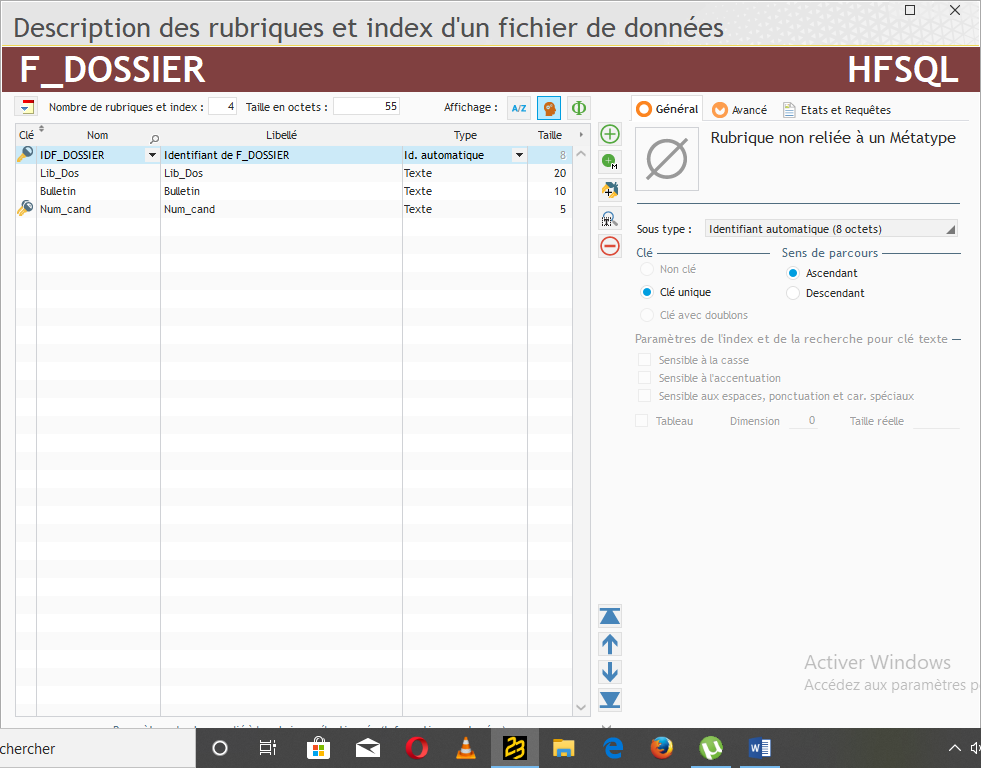 Description des rubriques et index d'un fichier de données
F_DOSSIER HFSQL
Nombre de rubriques et index : 4 Taille en octets : 55 Affichage : A/Z
Général Avancé Etats et Requêtes
Clé Nom Libellé Type Taille
IDF_DOSSIER Identifiant de F_DOSSIER Id. automatique 8
Lib_Dos Lib_Dos Texte 20
Bulletin Bulletin Texte 10
Num_cand Num_cand Texte 5
Rubrique non reliée à un Métatype
Sous type : Identifiant automatique (8 octets)
Clé Sens de parcours
Non clé Ascendant
Clé unique Descendant
Clé avec doublons
Paramètres de l'index et de la recherche pour clé texte
Sensible à la casse
Sensible à l'accentuation
Sensible aux espaces, ponctuation et car. spéciaux
Tableau Dimension 0 Taille réelle
Activer Windows
Accédez aux paramètres p
chercher